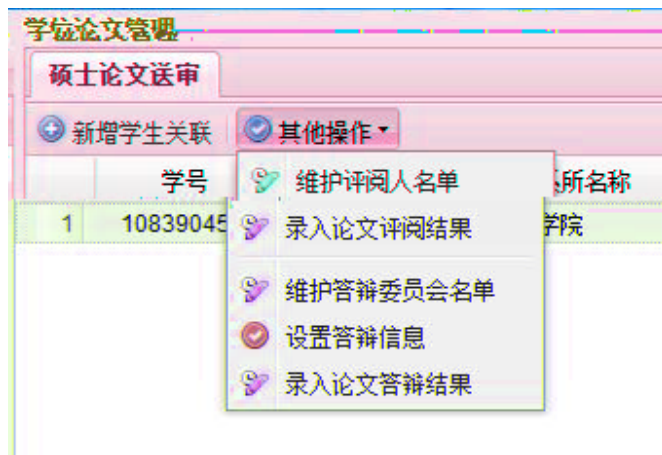 学位论文管理
硕士论文送审
新增学生关联 其他操作
学号 所名称
维护评阅人名单
1 10839045 学院
录入论文评阅结果
维护答辩委员会名单
设置答辩信息
录入论文答辩结果